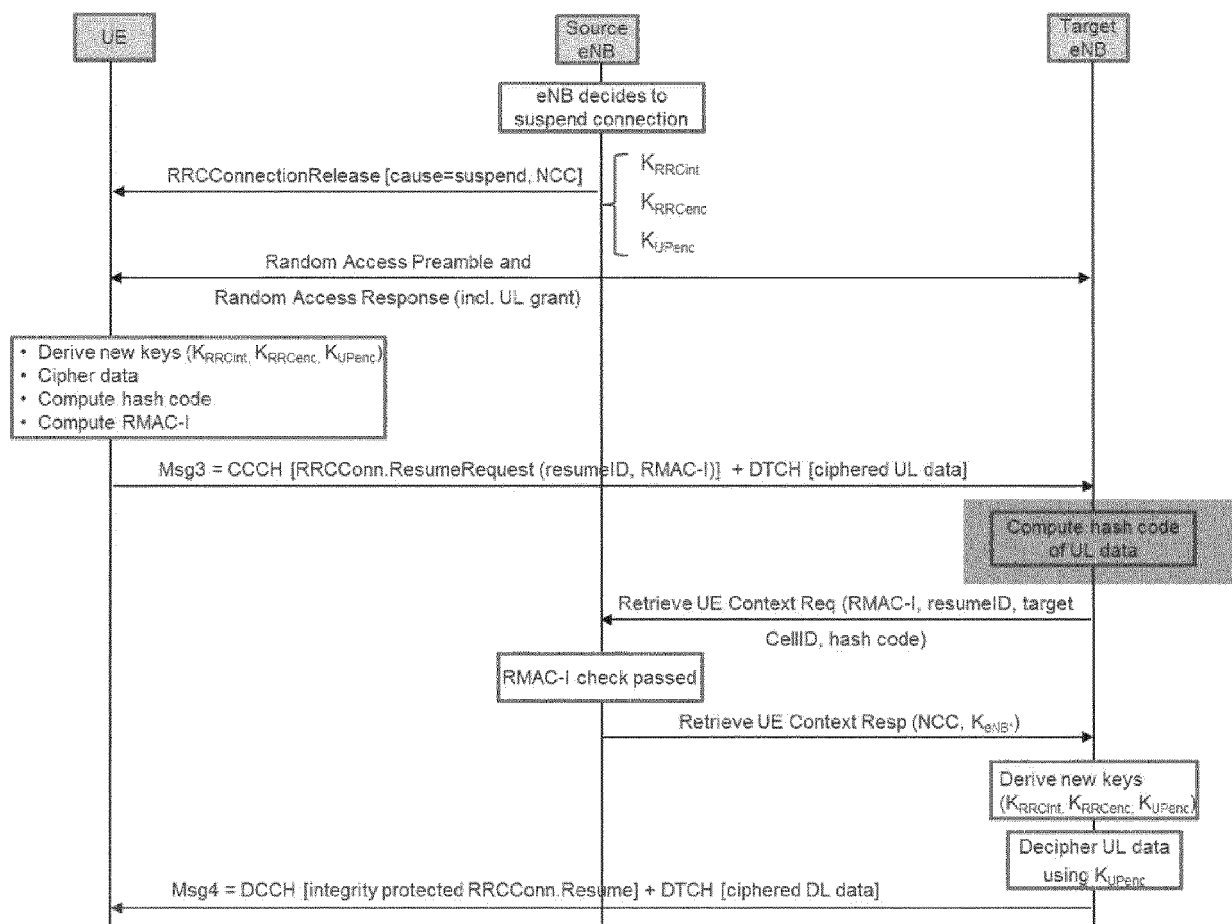 UE
Source
eNB
Target
eNB
eNB decides to
suspend connection
RRCConnectionRelease [cause=suspend, NCC]
KRRCint
KRRCenc
KUPenc
Random Access Preamble and
Random Access Response (incl. UL grant)
• Derive new keys (KRRCint, KRRCenc, KUPenc)
• Cipher data
• Compute hash code
• Compute RMAC-I
Msg3 = CCCH [RRCConn.ResumeRequest (resumeID, RMAC-I)] + DTCH [ciphered UL data]
Compute hash code
of UL data
Retrieve UE Context Req (RMAC-I, resumeID, target
CellID, hash code)
RMAC-I check passed
Retrieve UE Context Resp (NCC, KeNB*)
Derive new keys
(KRRCint, KRRCenc, KUPenc)
Decipher UL data
using KUPenc
Msg4 = DCCH [integrity protected RRCConn.Resume] + DTCH [ciphered DL data]